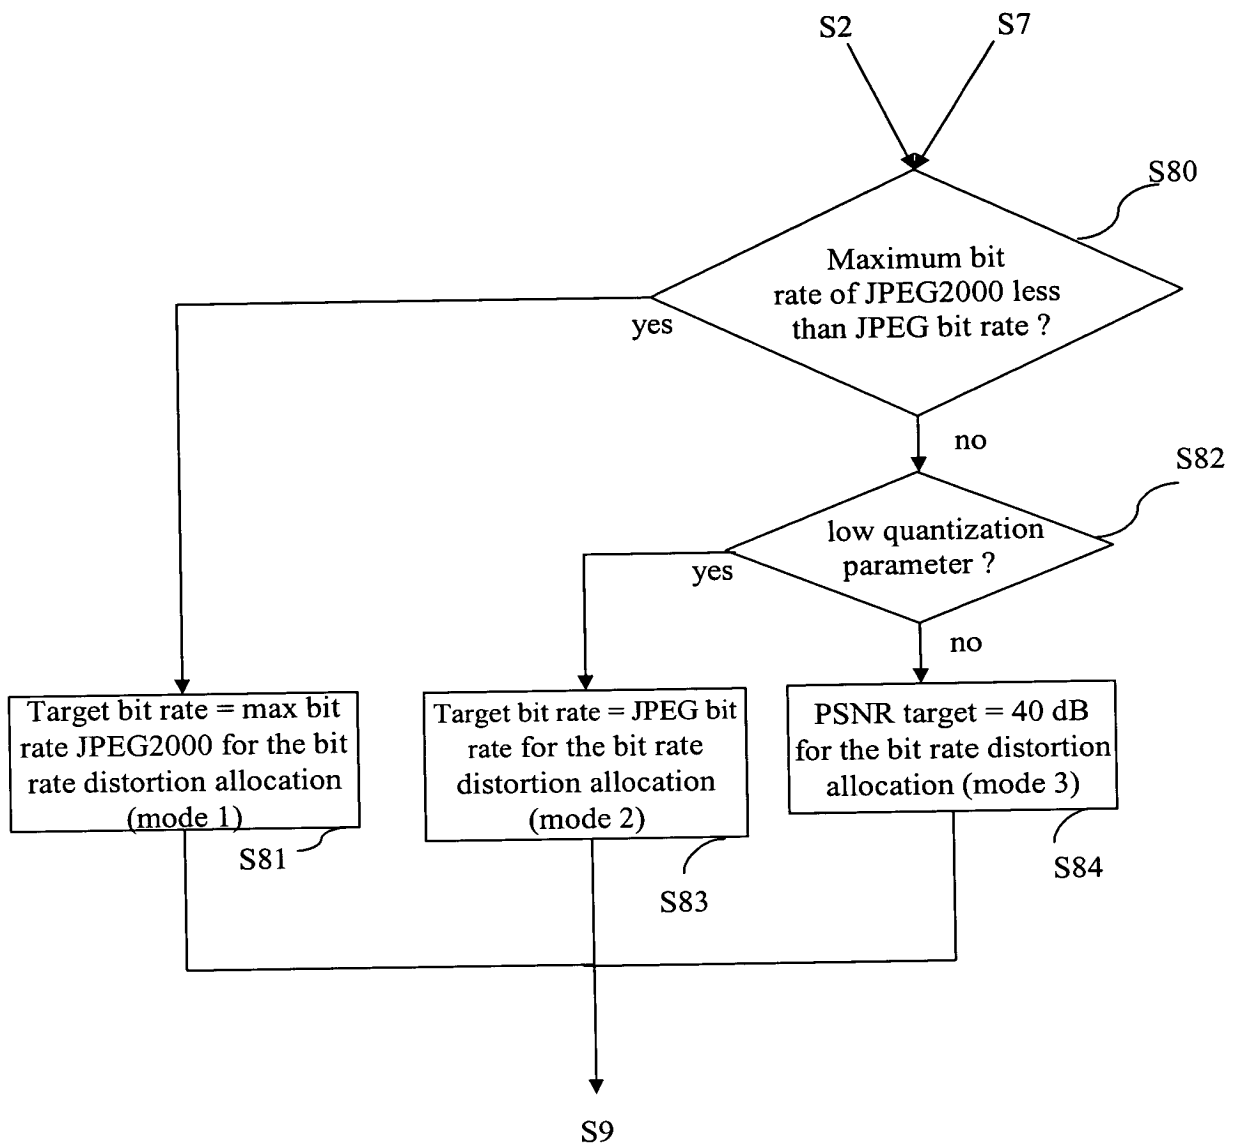 S2
S7
S80
Maximum bit
rate of JPEG2000 less
than JPEG bit rate ?
yes
no
S82
low quantization
parameter ?
yes
no
Target bit rate = max bit
rate JPEG2000 for the bit
rate distortion allocation
(mode 1)
S81
Target bit rate = JPEG bit
rate for the bit rate
distortion allocation
(mode 2)
S83
PSNR target = 40 dB
for the bit rate distortion
allocation (mode 3)
S84
S9